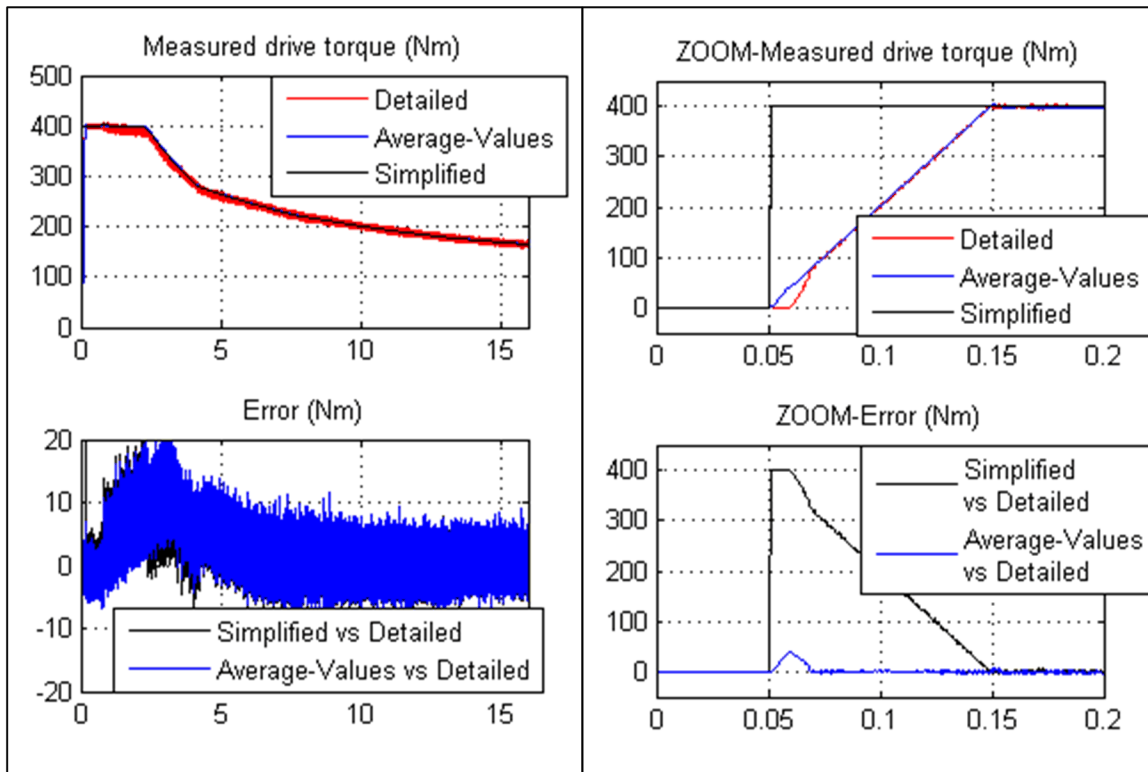 Measured drive torque (Nm)
500
400
300
200
100
0
Detailed
Average-Values
Simplified
0 5 10 15
Error (Nm)
20
10
0
-10
-20
Simplified vs Detailed
Average-Values vs Detailed
0 5 10 15
ZOOM-Measured drive torque (Nm)
400
300
200
100
0
Detailed
Average-Values
Simplified
0 0.05 0.1 0.15 0.2
ZOOM-Error (Nm)
400
300
200
100
0
Simplified
vs Detailed
Average-Values
vs Detailed
0 0.05 0.1 0.15 0.2